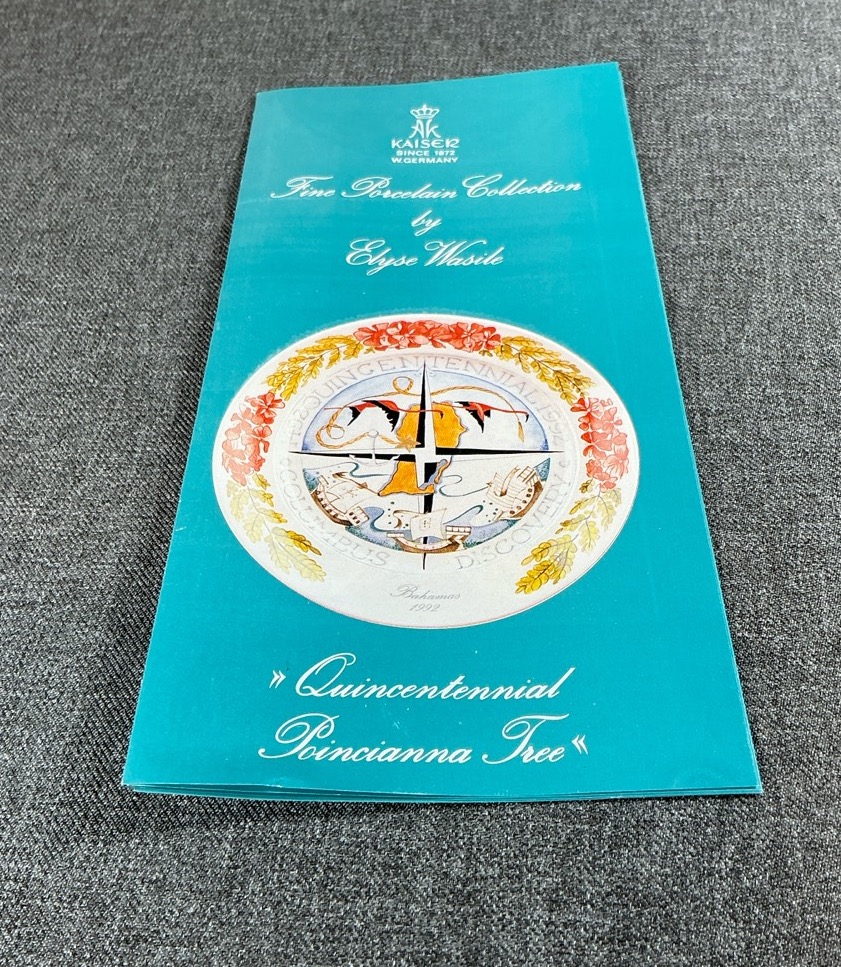 AK
KAISER
SINCE 1872
W.GERMANY
Fine Porcelain Collection
by
Elyse Wasile
QUINCENTENNIAL 1992
COLUMBUS DISCOVERY
Bahamas
1992
»Quincentennial
Poincianna Tree«